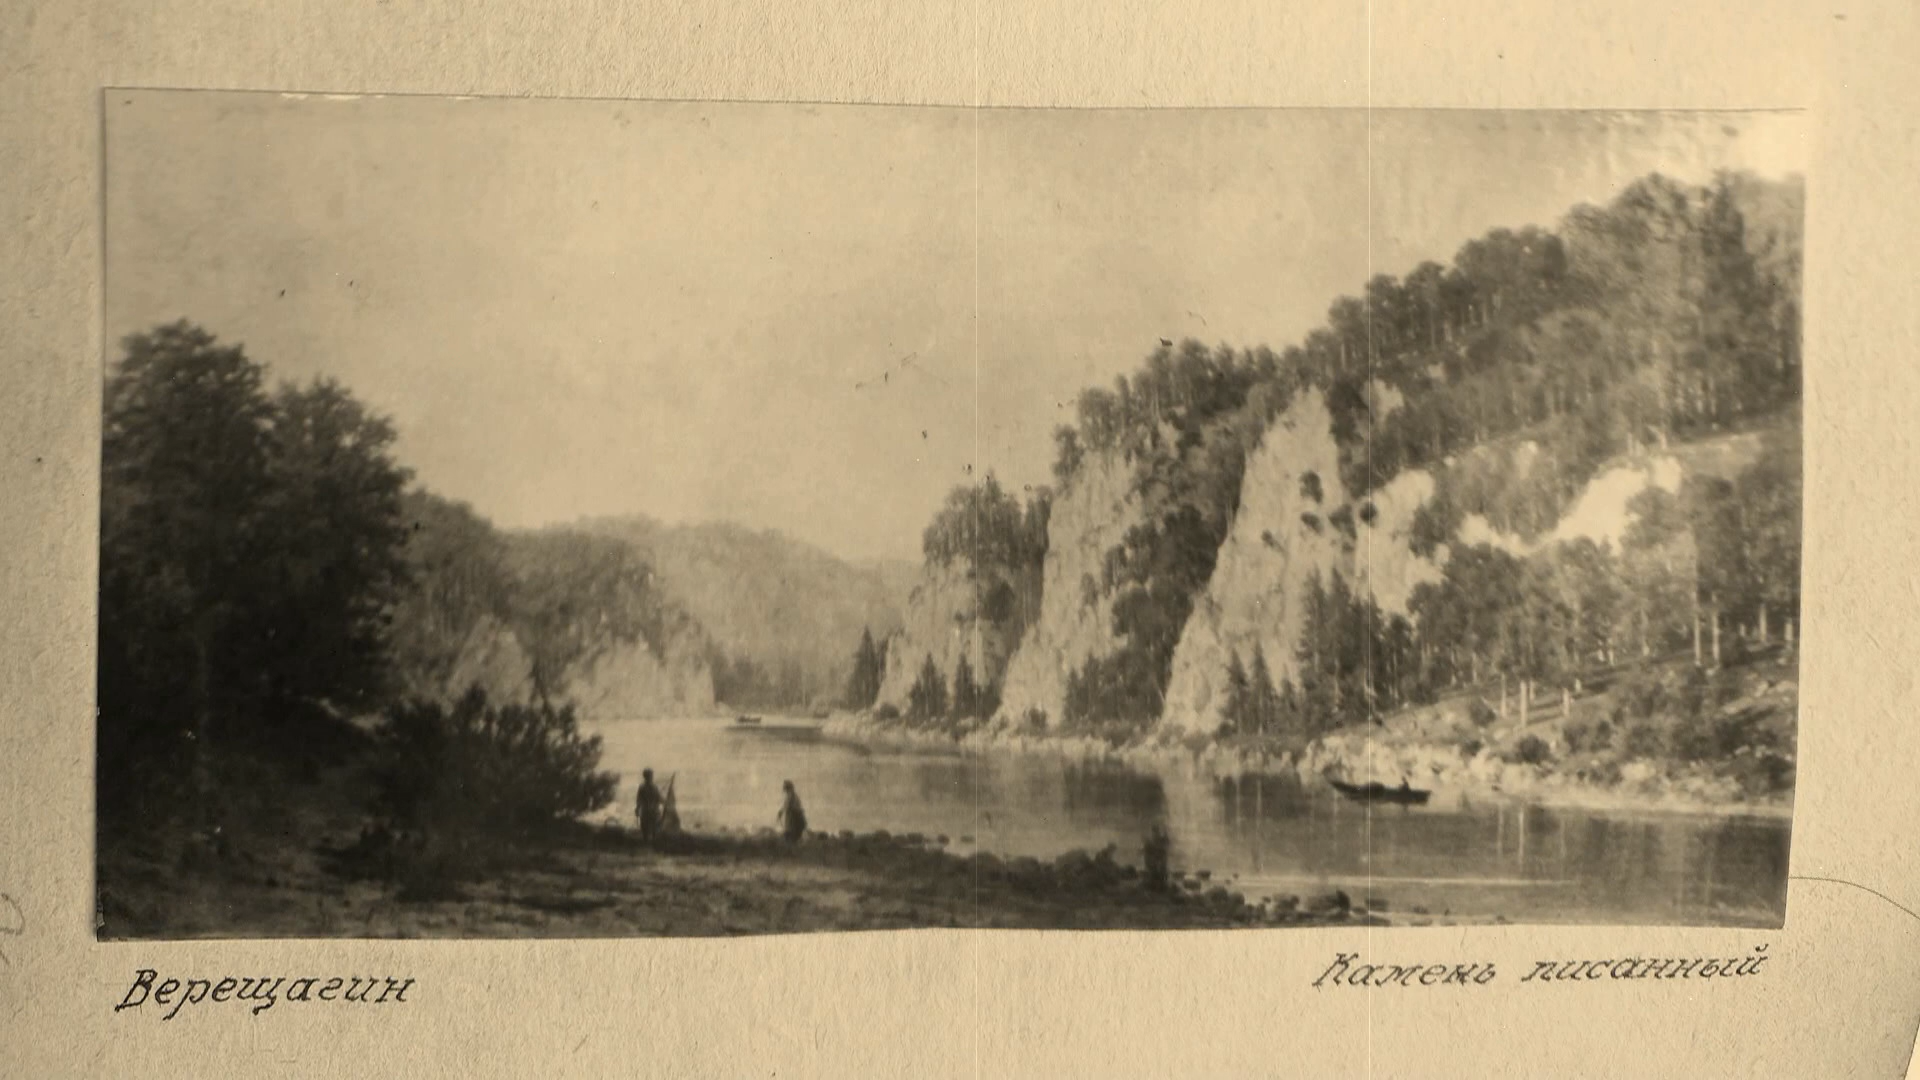 Верещагин
Камень писанный